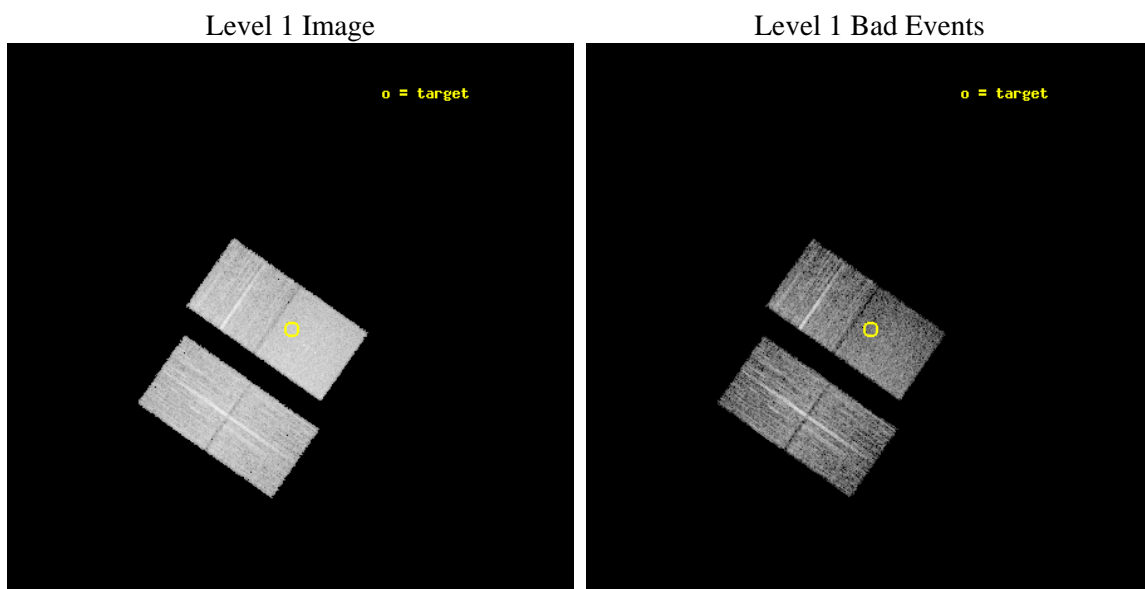 Level 1 Image
Level 1 Bad Events
o = target
o = target